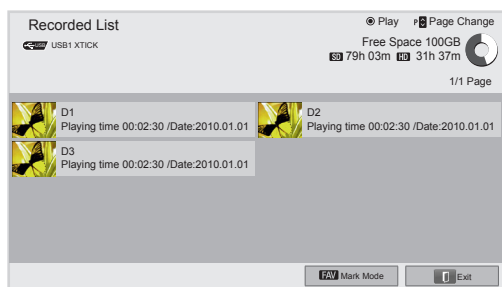 Recorded List
Play P Page Change
USB USB1 XTICK
Free Space 100GB
SD 79h 03m HD 31h 37m
1/1 Page
D1
Playing time 00:02:30 /Date:2010.01.01
D2
Playing time 00:02:30 /Date:2010.01.01
D3
Playing time 00:02:30 /Date:2010.01.01
FAV Mark Mode
Exit